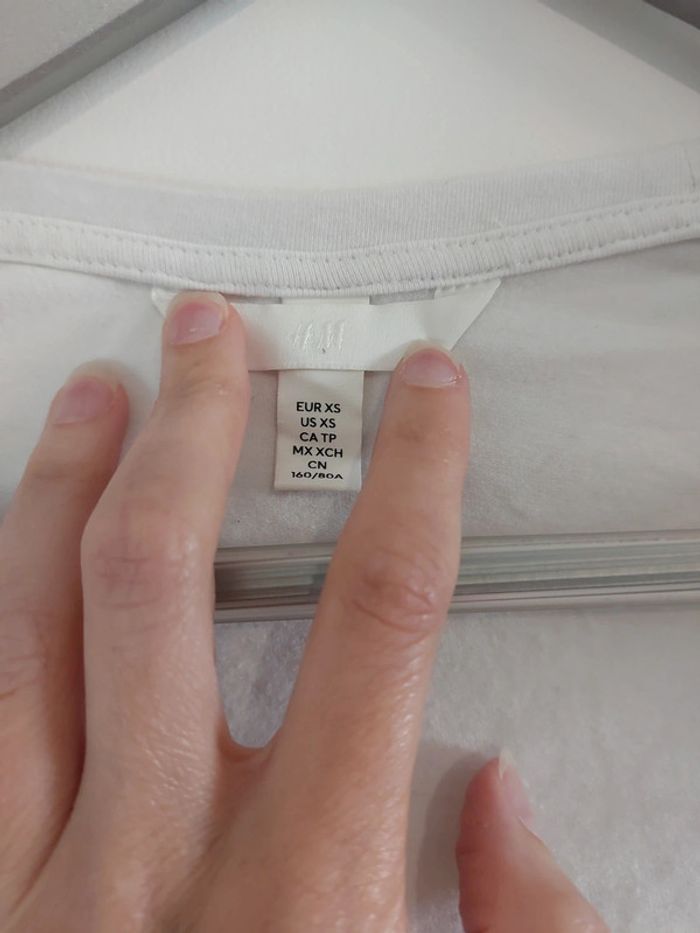 H&M
EUR XS
US XS
CA TP
MX XCH
CN
160/80A